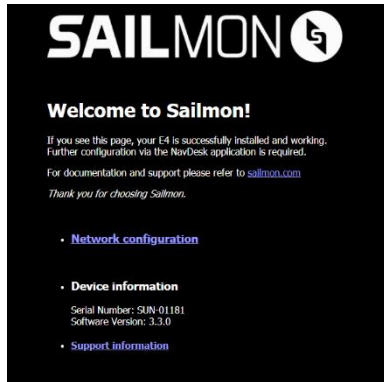 SAILMON
Welcome to Sailmon!
If you see this page, your E4 is successfully installed and working.
Further configuration via the NavDesk application is required.
For documentation and support please refer to sailmon.com
Thank you for choosing Sailmon.
• Network configuration
• Device information
Serial Number: SUN-01181
Software Version: 3.3.0
• Support information